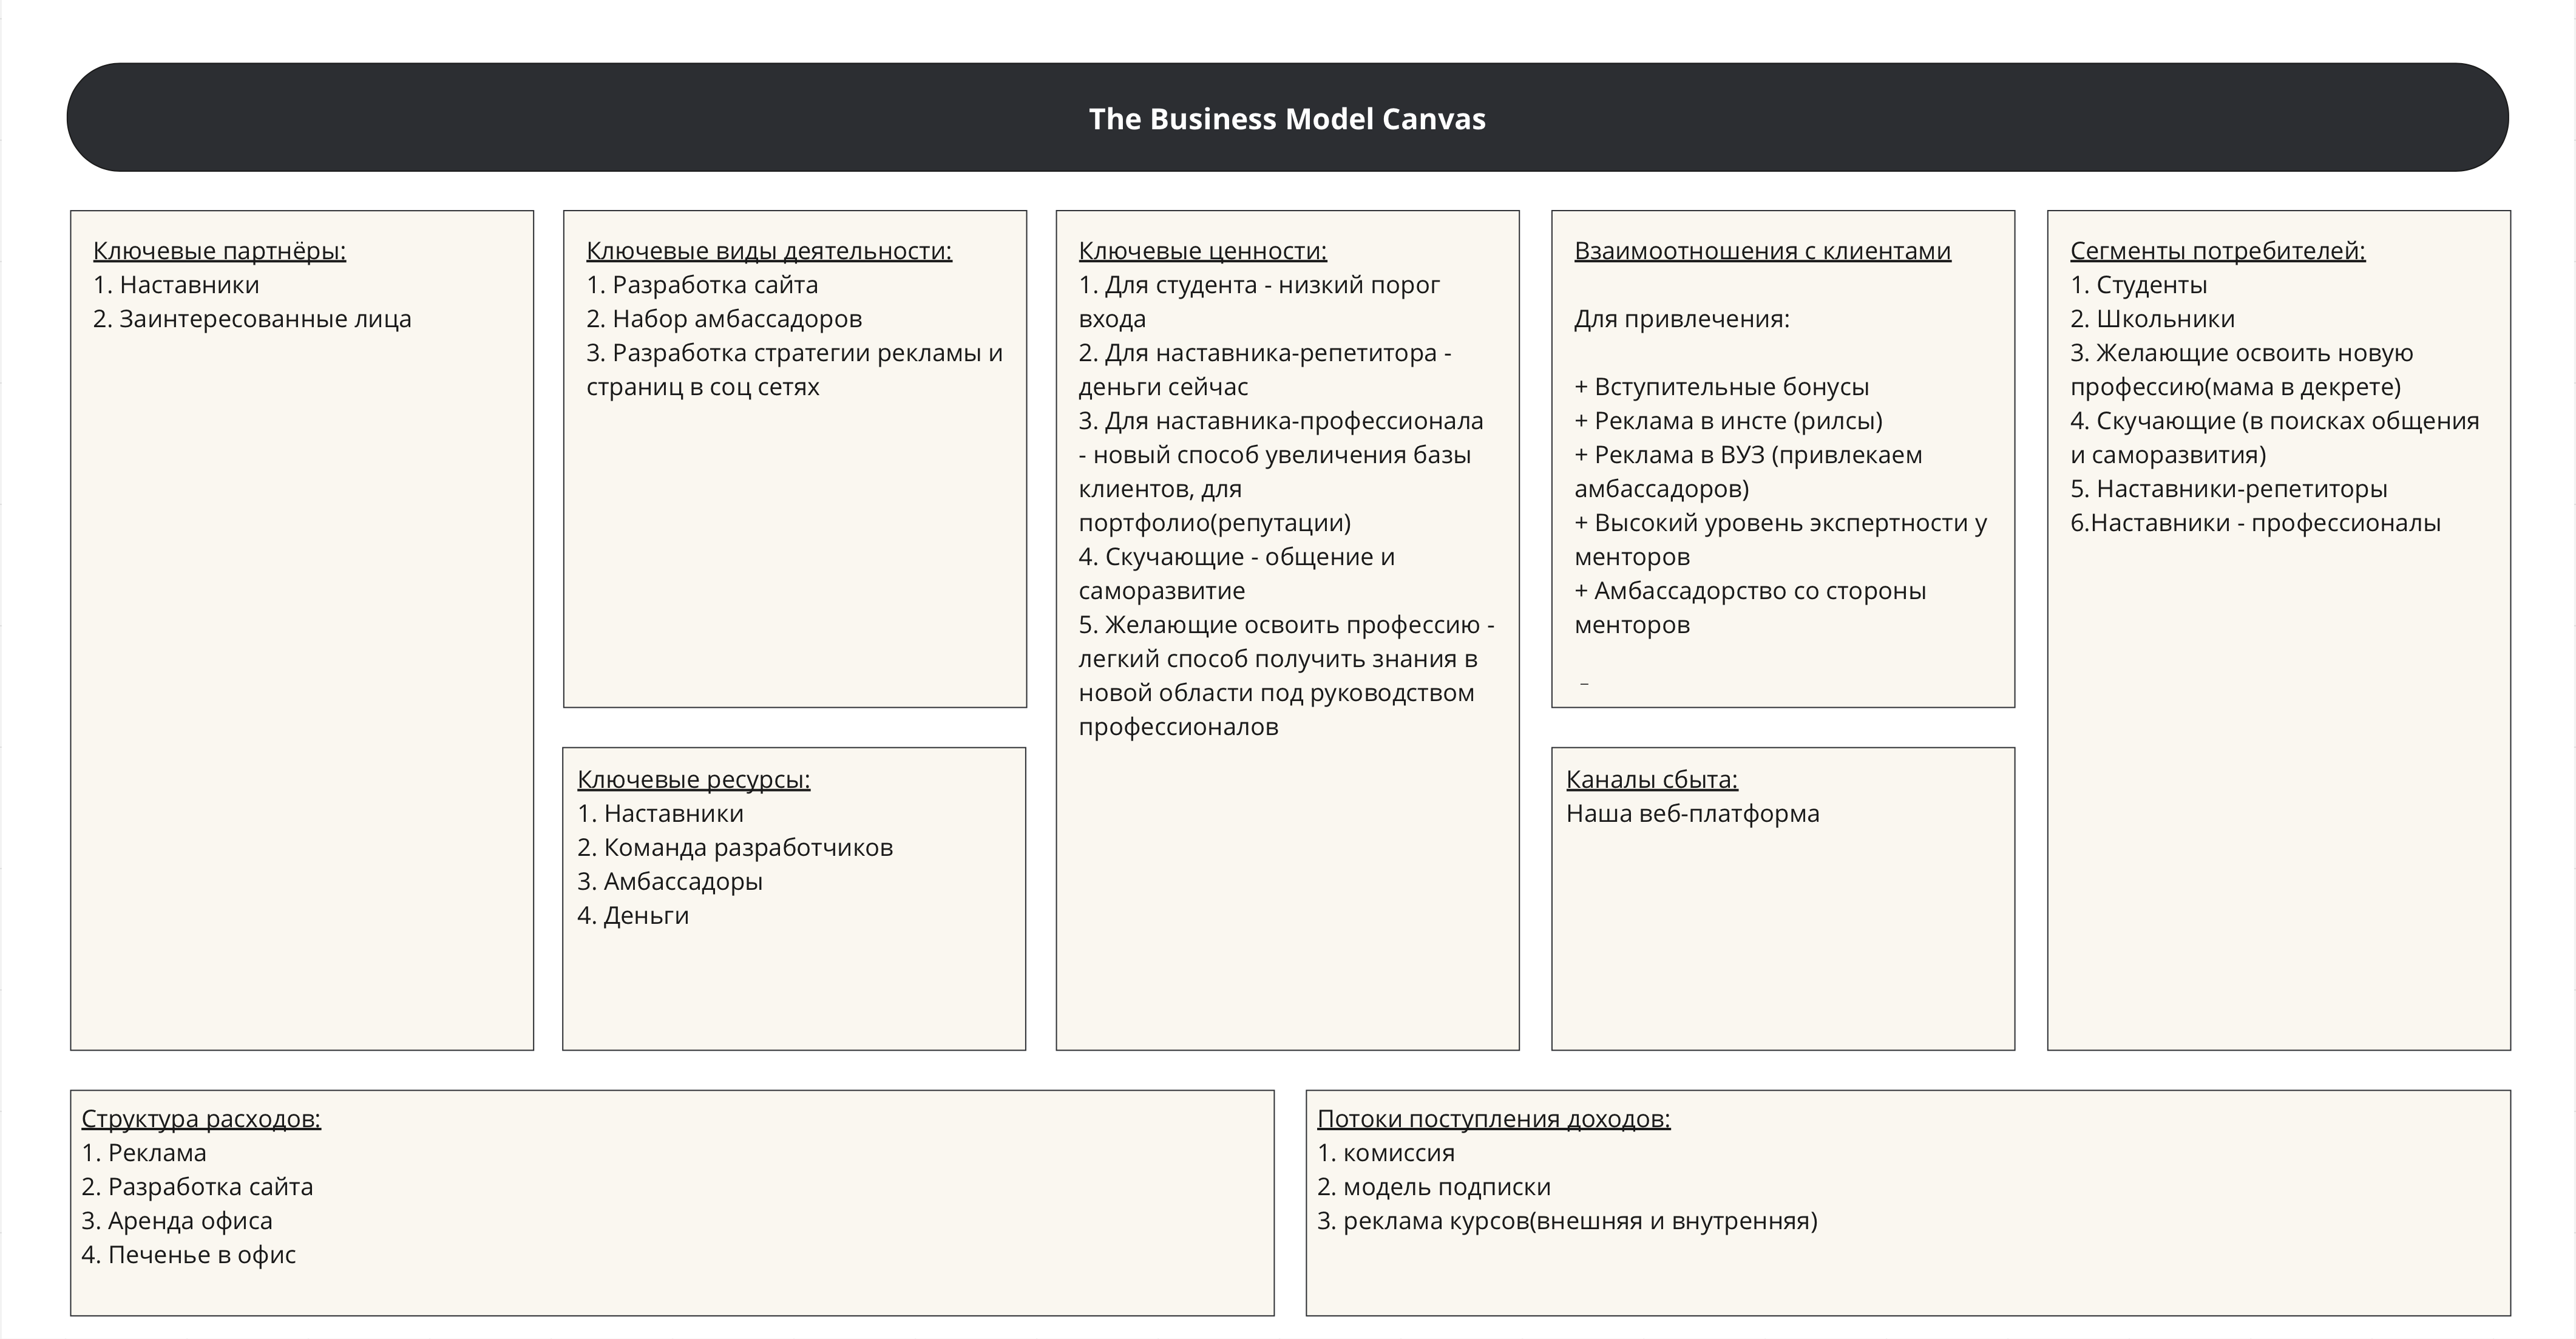 The Business Model Canvas
Ключевые партнёры:
1. Наставники
2. Заинтересованные лица
Ключевые виды деятельности:
1. Разработка сайта
2. Набор амбассадоров
3. Разработка стратегии рекламы и
страниц в соц сетях
Ключевые ресурсы:
1. Наставники
2. Команда разработчиков
3. Амбассадоры
4. Деньги
Ключевые ценности:
1. Для студента - низкий порог
входа
2. Для наставника-репетитора -
деньги сейчас
3. Для наставника-профессионала
- новый способ увеличения базы
клиентов, для
портфолио(репутации)
4. Скучающие - общение и
саморазвитие
5. Желающие освоить профессию -
легкий способ получить знания в
новой области под руководством
профессионалов
Взаимоотношения с клиентами
Для привлечения:
+ Вступительные бонусы
+ Реклама в инсте (рилсы)
+ Реклама в ВУЗ (привлекаем
амбассадоров)
+ Высокий уровень экспертности у
менторов
+ Амбассадорство со стороны
менторов
Каналы сбыта:
Наша веб-платформа
Сегменты потребителей:
1. Студенты
2. Школьники
3. Желающие освоить новую
профессию(мама в декрете)
4. Скучающие (в поисках общения
и саморазвития)
5. Наставники-репетиторы
6.Наставники - профессионалы
Структура расходов:
1. Реклама
2. Разработка сайта
3. Аренда офиса
4. Печенье в офис
Потоки поступления доходов:
1. комиссия
2. модель подписки
3. реклама курсов(внешняя и внутренняя)